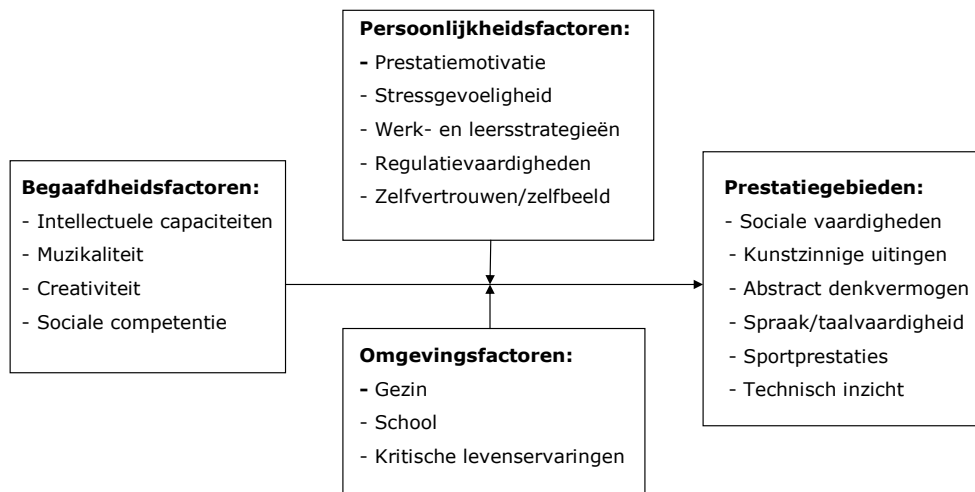 Persoonlijkheidsfactoren:
- Prestatiemotivatie
- Stressgevoeligheid
- Werk- en leersstrategieën
- Regulatievaardigheden
- Zelfvertrouwen/zelfbeeld
Begaafdheidsfactoren:
- Intellectuele capaciteiten
- Muzikaliteit
- Creativiteit
- Sociale competentie
Omgevingsfactoren:
- Gezin
- School
- Kritische levenservaringen
Prestatiegebieden:
- Sociale vaardigheden
- Kunstzinnige uitingen
- Abstract denkvermogen
- Spraak/taalvaardigheid
- Sportprestaties
- Technisch inzicht